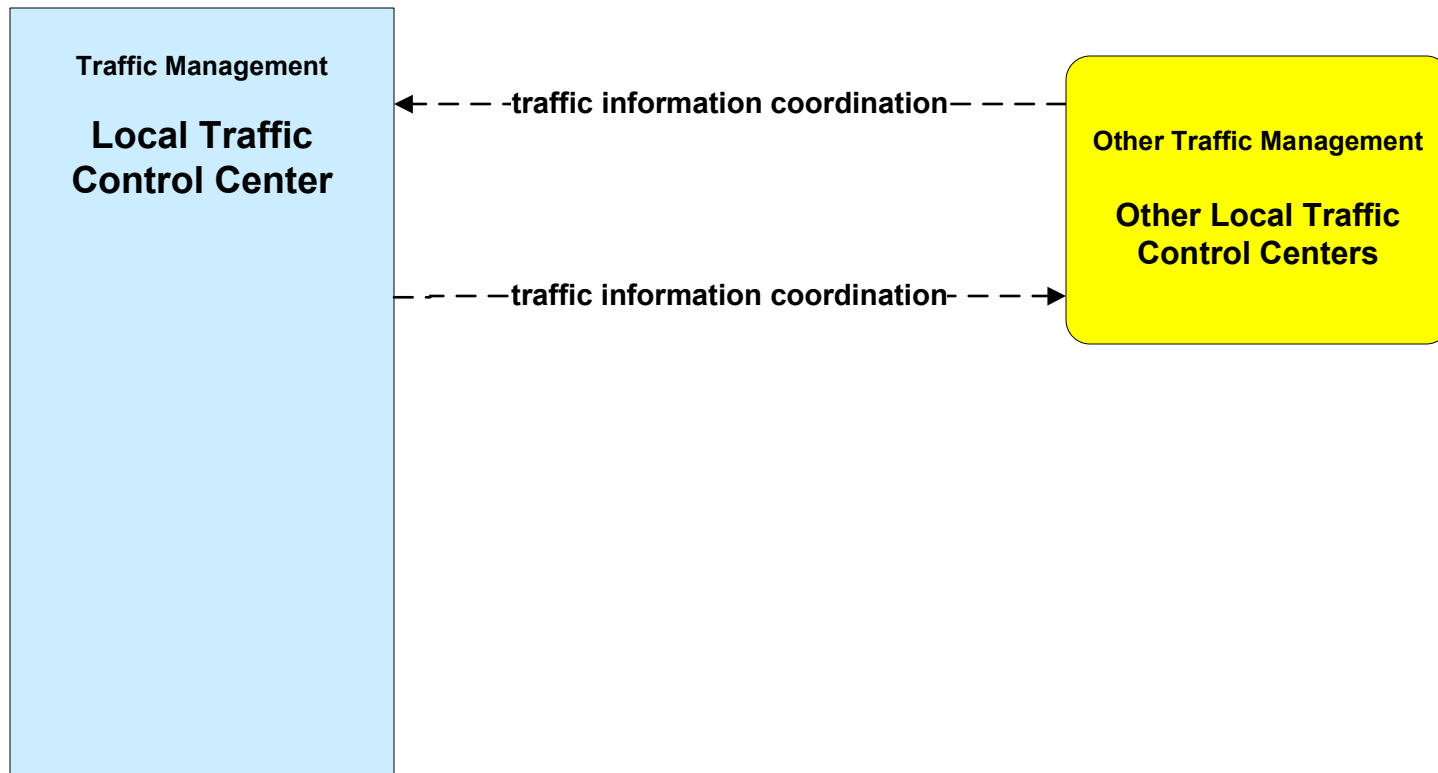 Traffic Management
Local Traffic
Control Center
traffic information coordination
Other Traffic Management
Other Local Traffic
Control Centers
traffic information coordination